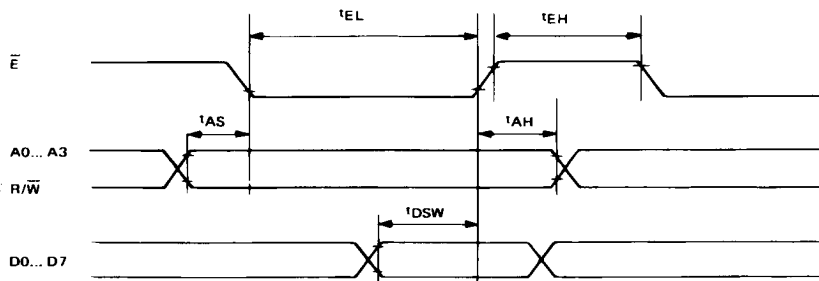 tEL
tEH
E̅
tAS
tAH
A0... A3
R/W̅
tDSW
D0... D7